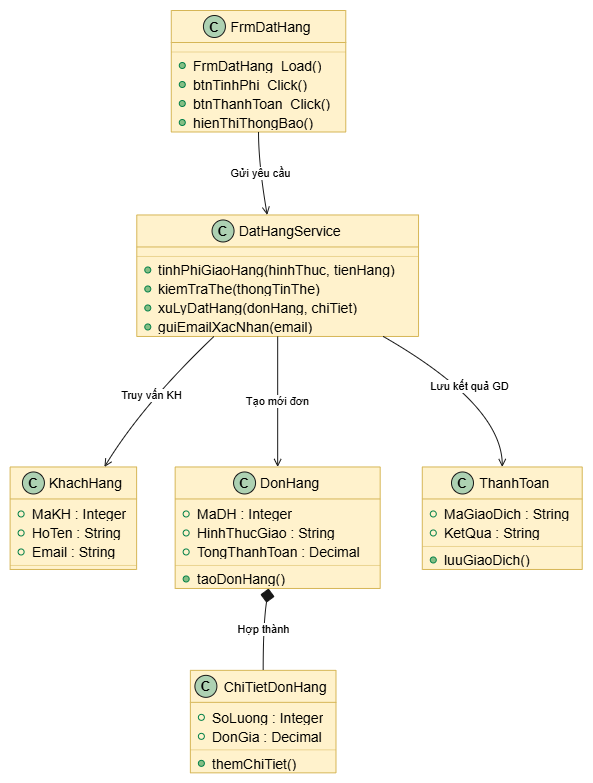 C FrmDatHang
FrmDatHang_Load()
btnTinhPhi_Click()
btnThanhToan_Click()
hienThiThongBao()
Gửi yêu cầu
C DatHangService
tinhPhiGiaoHang(hinhThuc, tienHang)
kiemTraThe(thongTinThe)
xuLyDatHang(donHang, chiTiet)
guiEmailXacNhan(email)
Truy vấn KH
Tạo mới đơn
Lưu kết quả GD
C KhachHang
MaKH : Integer
HoTen : String
Email : String
C DonHang
MaDH : Integer
HinhThucGiao : String
TongThanhToan : Decimal
taoDonHang()
C ThanhToan
MaGiaoDich : String
KetQua : String
luuGiaoDich()
Hợp thành
C ChiTietDonHang
SoLuong : Integer
DonGia : Decimal
themChiTiet()